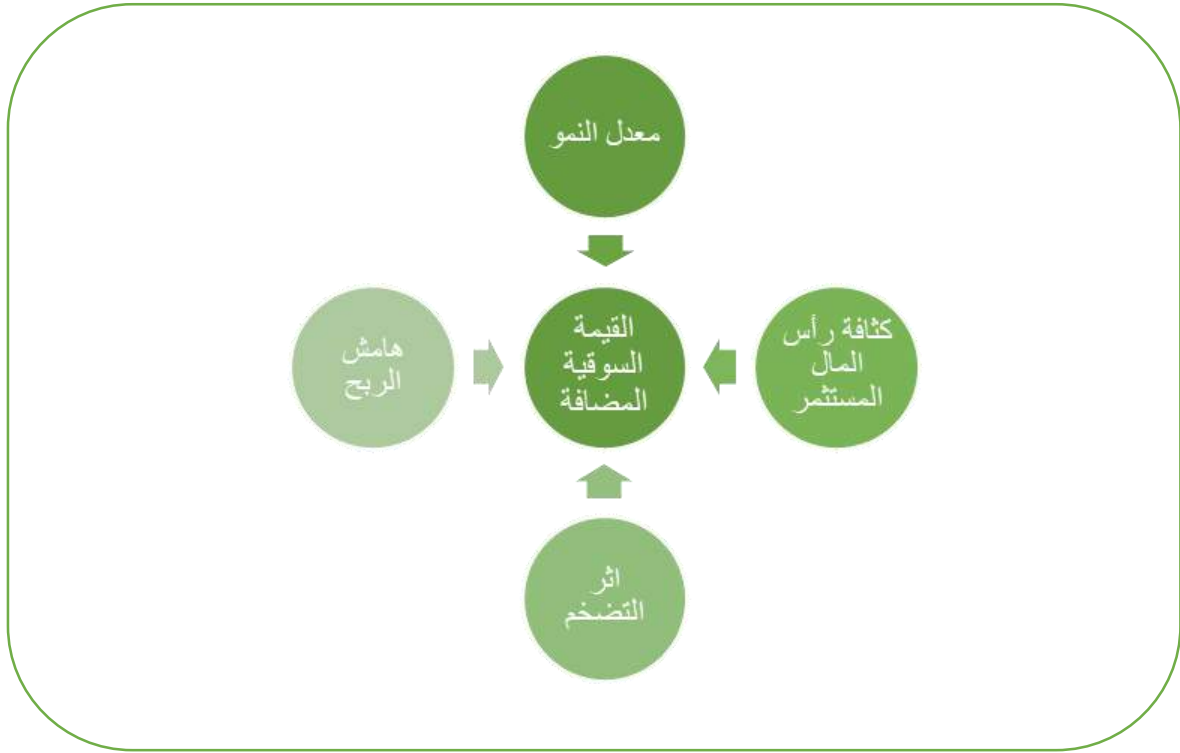 معدل النمو
كثافة رأس
المال
المستثمر
القيمة
السوقية
المضافة
هامش
الربح
اثر
التضخم